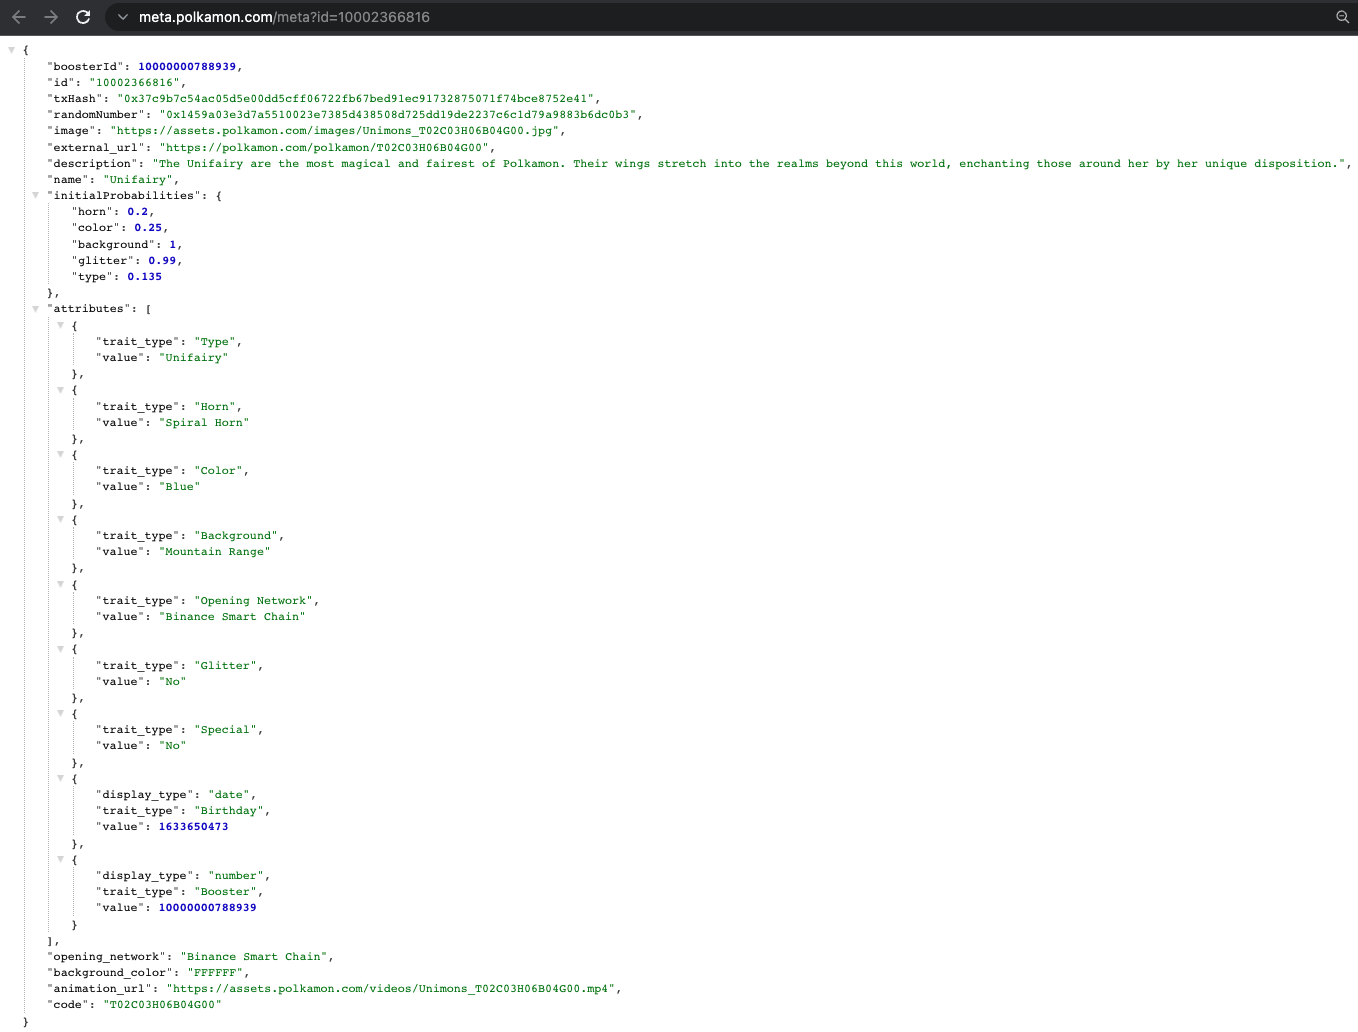 meta.polkamon.com/meta?id=10002366816
{
"boosterId": 10000000788939,
"id": "10002366816",
"txHash": "0x37c9b7c54ac05d5e00dd5cff06722fb67bed91ec91732875071f74bce8752e41",
"randomNumber": "0x1459a03e3d7a5510023e7385d438508d725dd19de2237c6c1d79a9883b6dc0b3",
"image": "https://assets.polkamon.com/images/Unimons_T02C03H06B04G00.jpg",
"external_url": "https://polkamon.com/polkamon/T02C03H06B04G00",
"description": "The Unifairy are the most magical and fairest of Polkamon. Their wings stretch into the realms beyond this world, enchanting those around her by her unique disposition.",
"name": "Unifairy",
"initialProbabilities": {
"horn": 0.2,
"color": 0.25,
"background": 1,
"glitter": 0.99,
"type": 0.135
},
"attributes": [
{
"trait_type": "Type",
"value": "Unifairy"
},
{
"trait_type": "Horn",
"value": "Spiral Horn"
},
{
"trait_type": "Color",
"value": "Blue"
},
{
"trait_type": "Background",
"value": "Mountain Range"
},
{
"trait_type": "Opening Network",
"value": "Binance Smart Chain"
},
{
"trait_type": "Glitter",
"value": "No"
},
{
"trait_type": "Special",
"value": "No"
},
{
"display_type": "date",
"trait_type": "Birthday",
"value": 1633650473
},
{
"display_type": "number",
"trait_type": "Booster",
"value": 10000000788939
}
],
"opening_network": "Binance Smart Chain",
"background_color": "FFFFFF",
"animation_url": "https://assets.polkamon.com/videos/Unimons_T02C03H06B04G00.mp4",
"code": "T02C03H06B04G00"
}